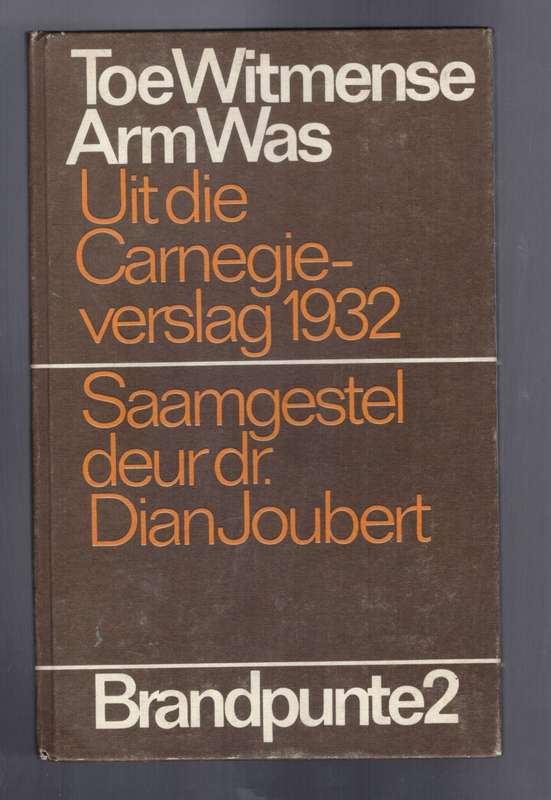 Toe Witmense
Arm Was
Uit die
Carnegie-
verslag 1932
Saamgestel
deur dr.
Dian Joubert
Brandpunte 2